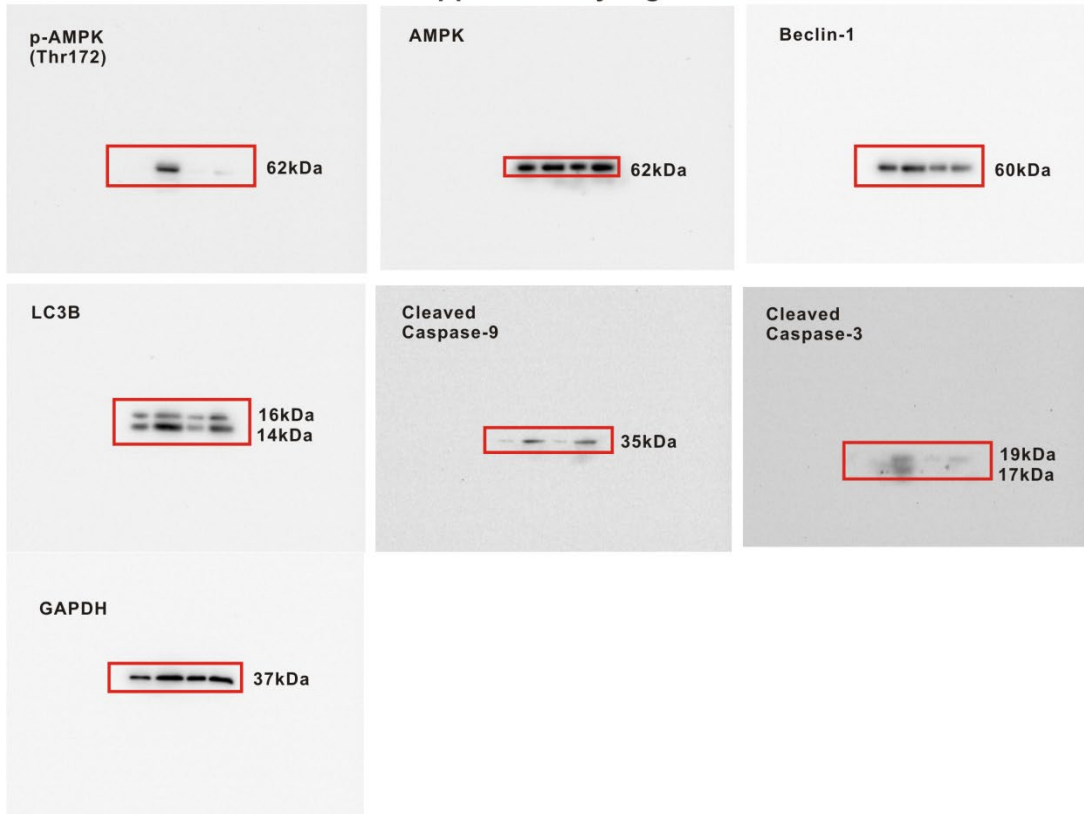 p-AMPK
(Thr172)
62kDa
AMPK
62kDa
Beclin-1
60kDa
LC3B
16kDa
14kDa
Cleaved
Caspase-9
35kDa
Cleaved
Caspase-3
19kDa
17kDa
GAPDH
37kDa